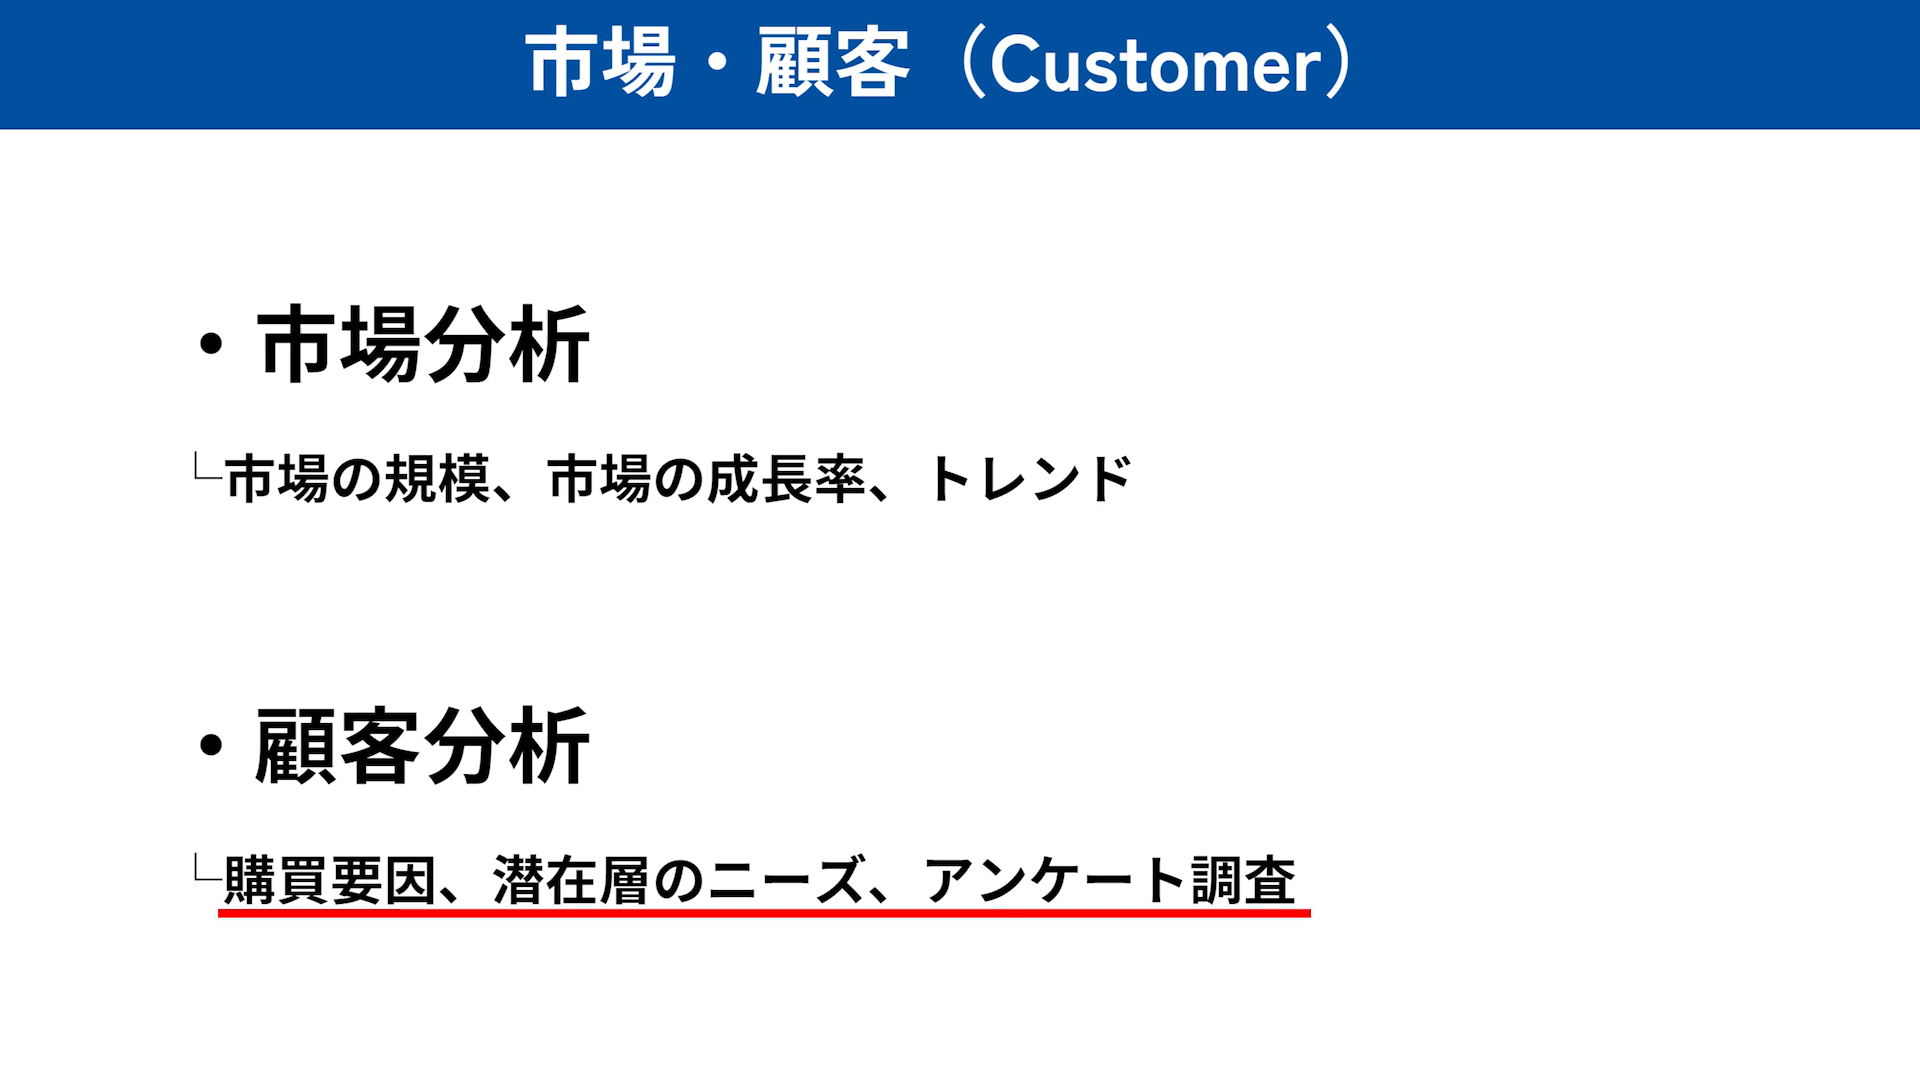 市場・顧客（Customer）
・市場分析
└市場の規模、市場の成長率、トレンド
・顧客分析
└購買要因、潜在層のニーズ、アンケート調査